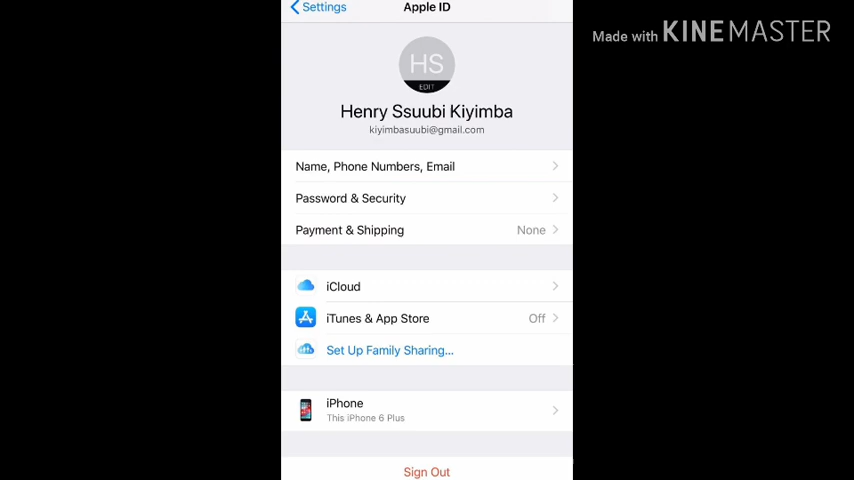 Settings
Apple ID
Made with KINEMASTER
HS
EDIT
Henry Ssuubi Kiyimba
kiyimbasuubi@gmail.com
Name, Phone Numbers, Email
Password & Security
Payment & Shipping None
iCloud
iTunes & App Store Off
Set Up Family Sharing...
iPhone
This iPhone 6 Plus
Sign Out